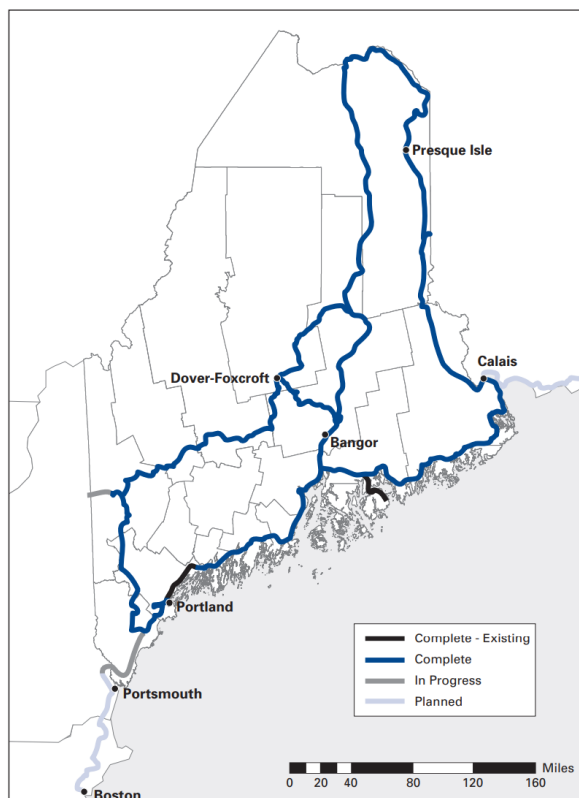 Presque Isle
Calais
Dover-Foxcroft
Bangor
Portland
Complete - Existing
Complete
In Progress
Planned
Portsmouth
Miles
0 20 40 80 120 160
Boston